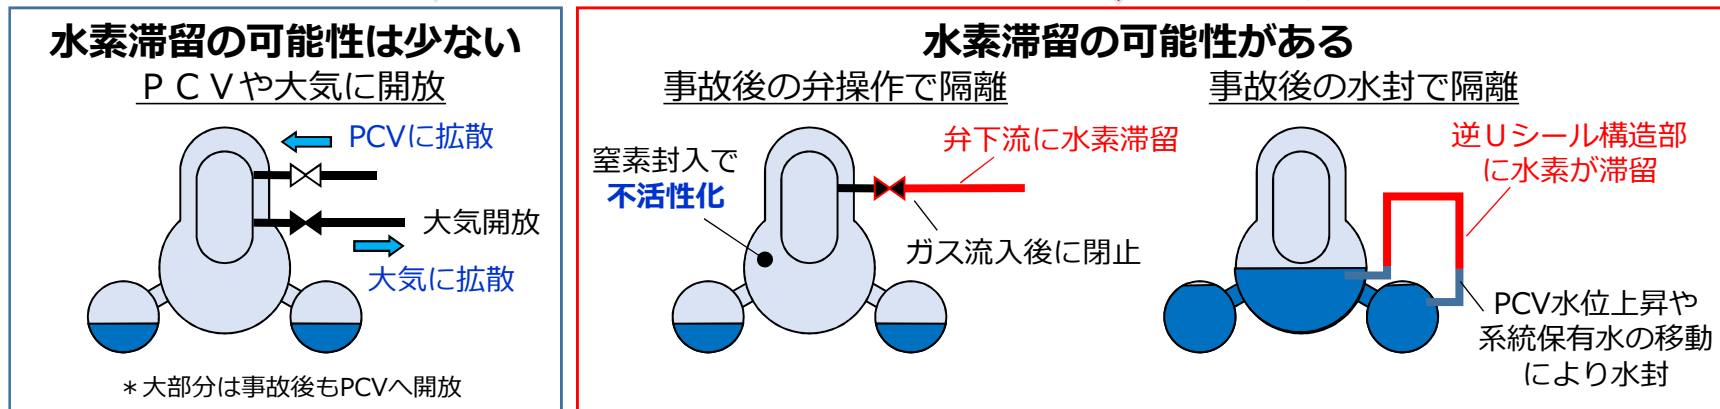 水素滞留の可能性は少ない
ＰＣＶや大気に開放
PCVに拡散
大気開放
大気に拡散
＊大部分は事故後もPCVへ開放
水素滞留の可能性がある
事故後の弁操作で隔離
窒素封入で
不活性化
弁下流に水素滞留
ガス流入後に閉止
事故後の水封で隔離
逆Ｕシール構造部
に水素が滞留
PCV水位上昇や
系統保有水の移動
により水封